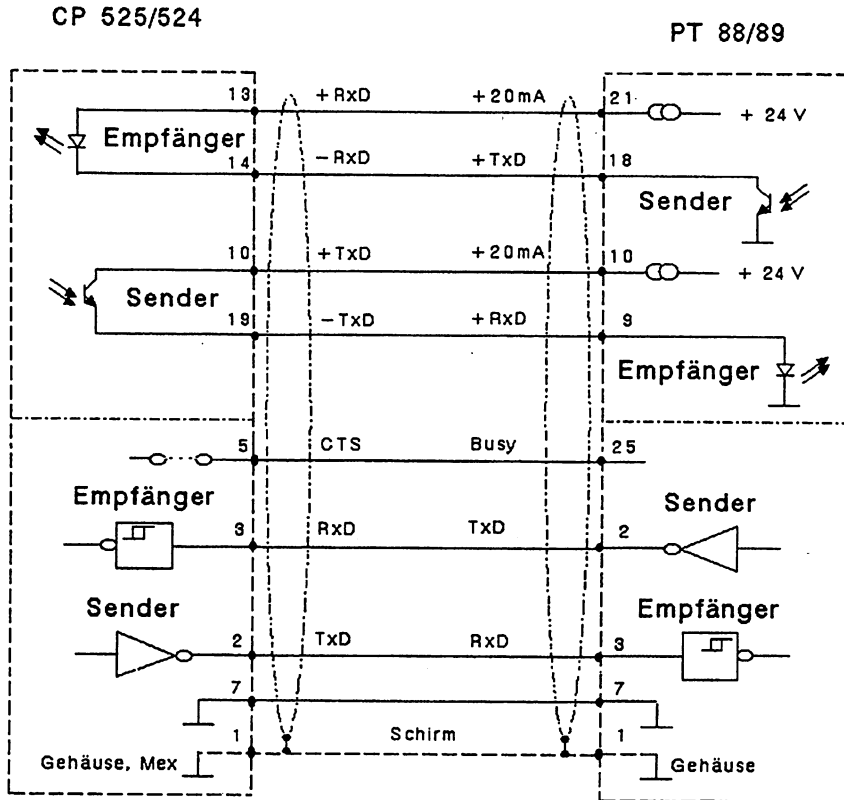 CP 525/524
PT 88/89
13 +RxD +20mA 21
+ 24 V
Empfänger
14 −RxD +TxD 18
Sender
10 +TxD +20mA 10
+ 24 V
Sender
19 −TxD +RxD 9
Empfänger
5 CTS Busy 25
Empfänger Sender
3 RxD TxD 2
Sender Empfänger
2 TxD RxD 3
7 7
1 Schirm 1
Gehäuse, Mex Gehäuse